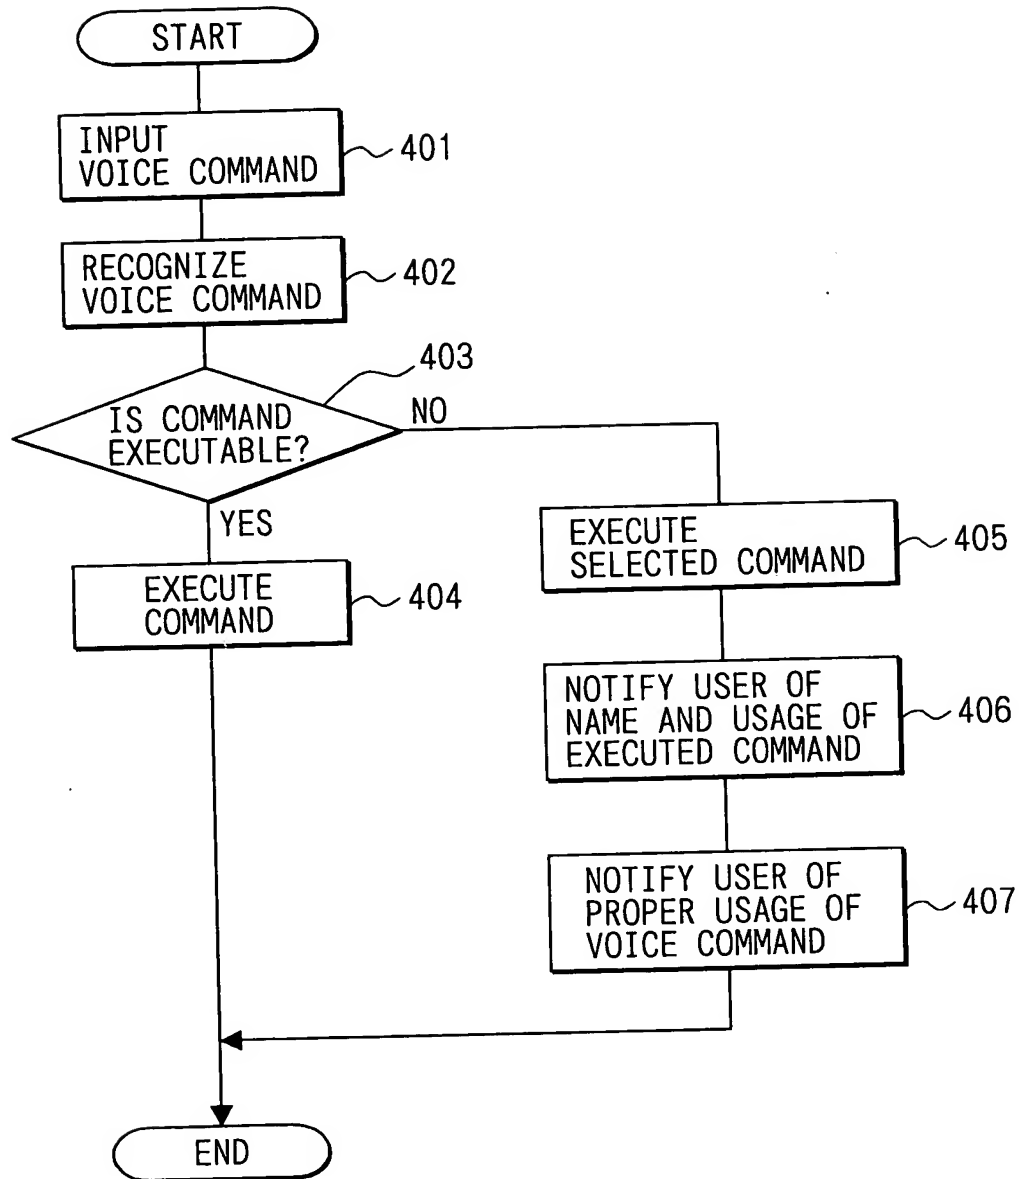 START
INPUT
VOICE COMMAND
401
RECOGNIZE
VOICE COMMAND
402
403
IS COMMAND
EXECUTABLE?
NO
YES
EXECUTE
COMMAND
404
EXECUTE
SELECTED COMMAND
405
NOTIFY USER OF
NAME AND USAGE OF
EXECUTED COMMAND
406
NOTIFY USER OF
PROPER USAGE OF
VOICE COMMAND
407
END